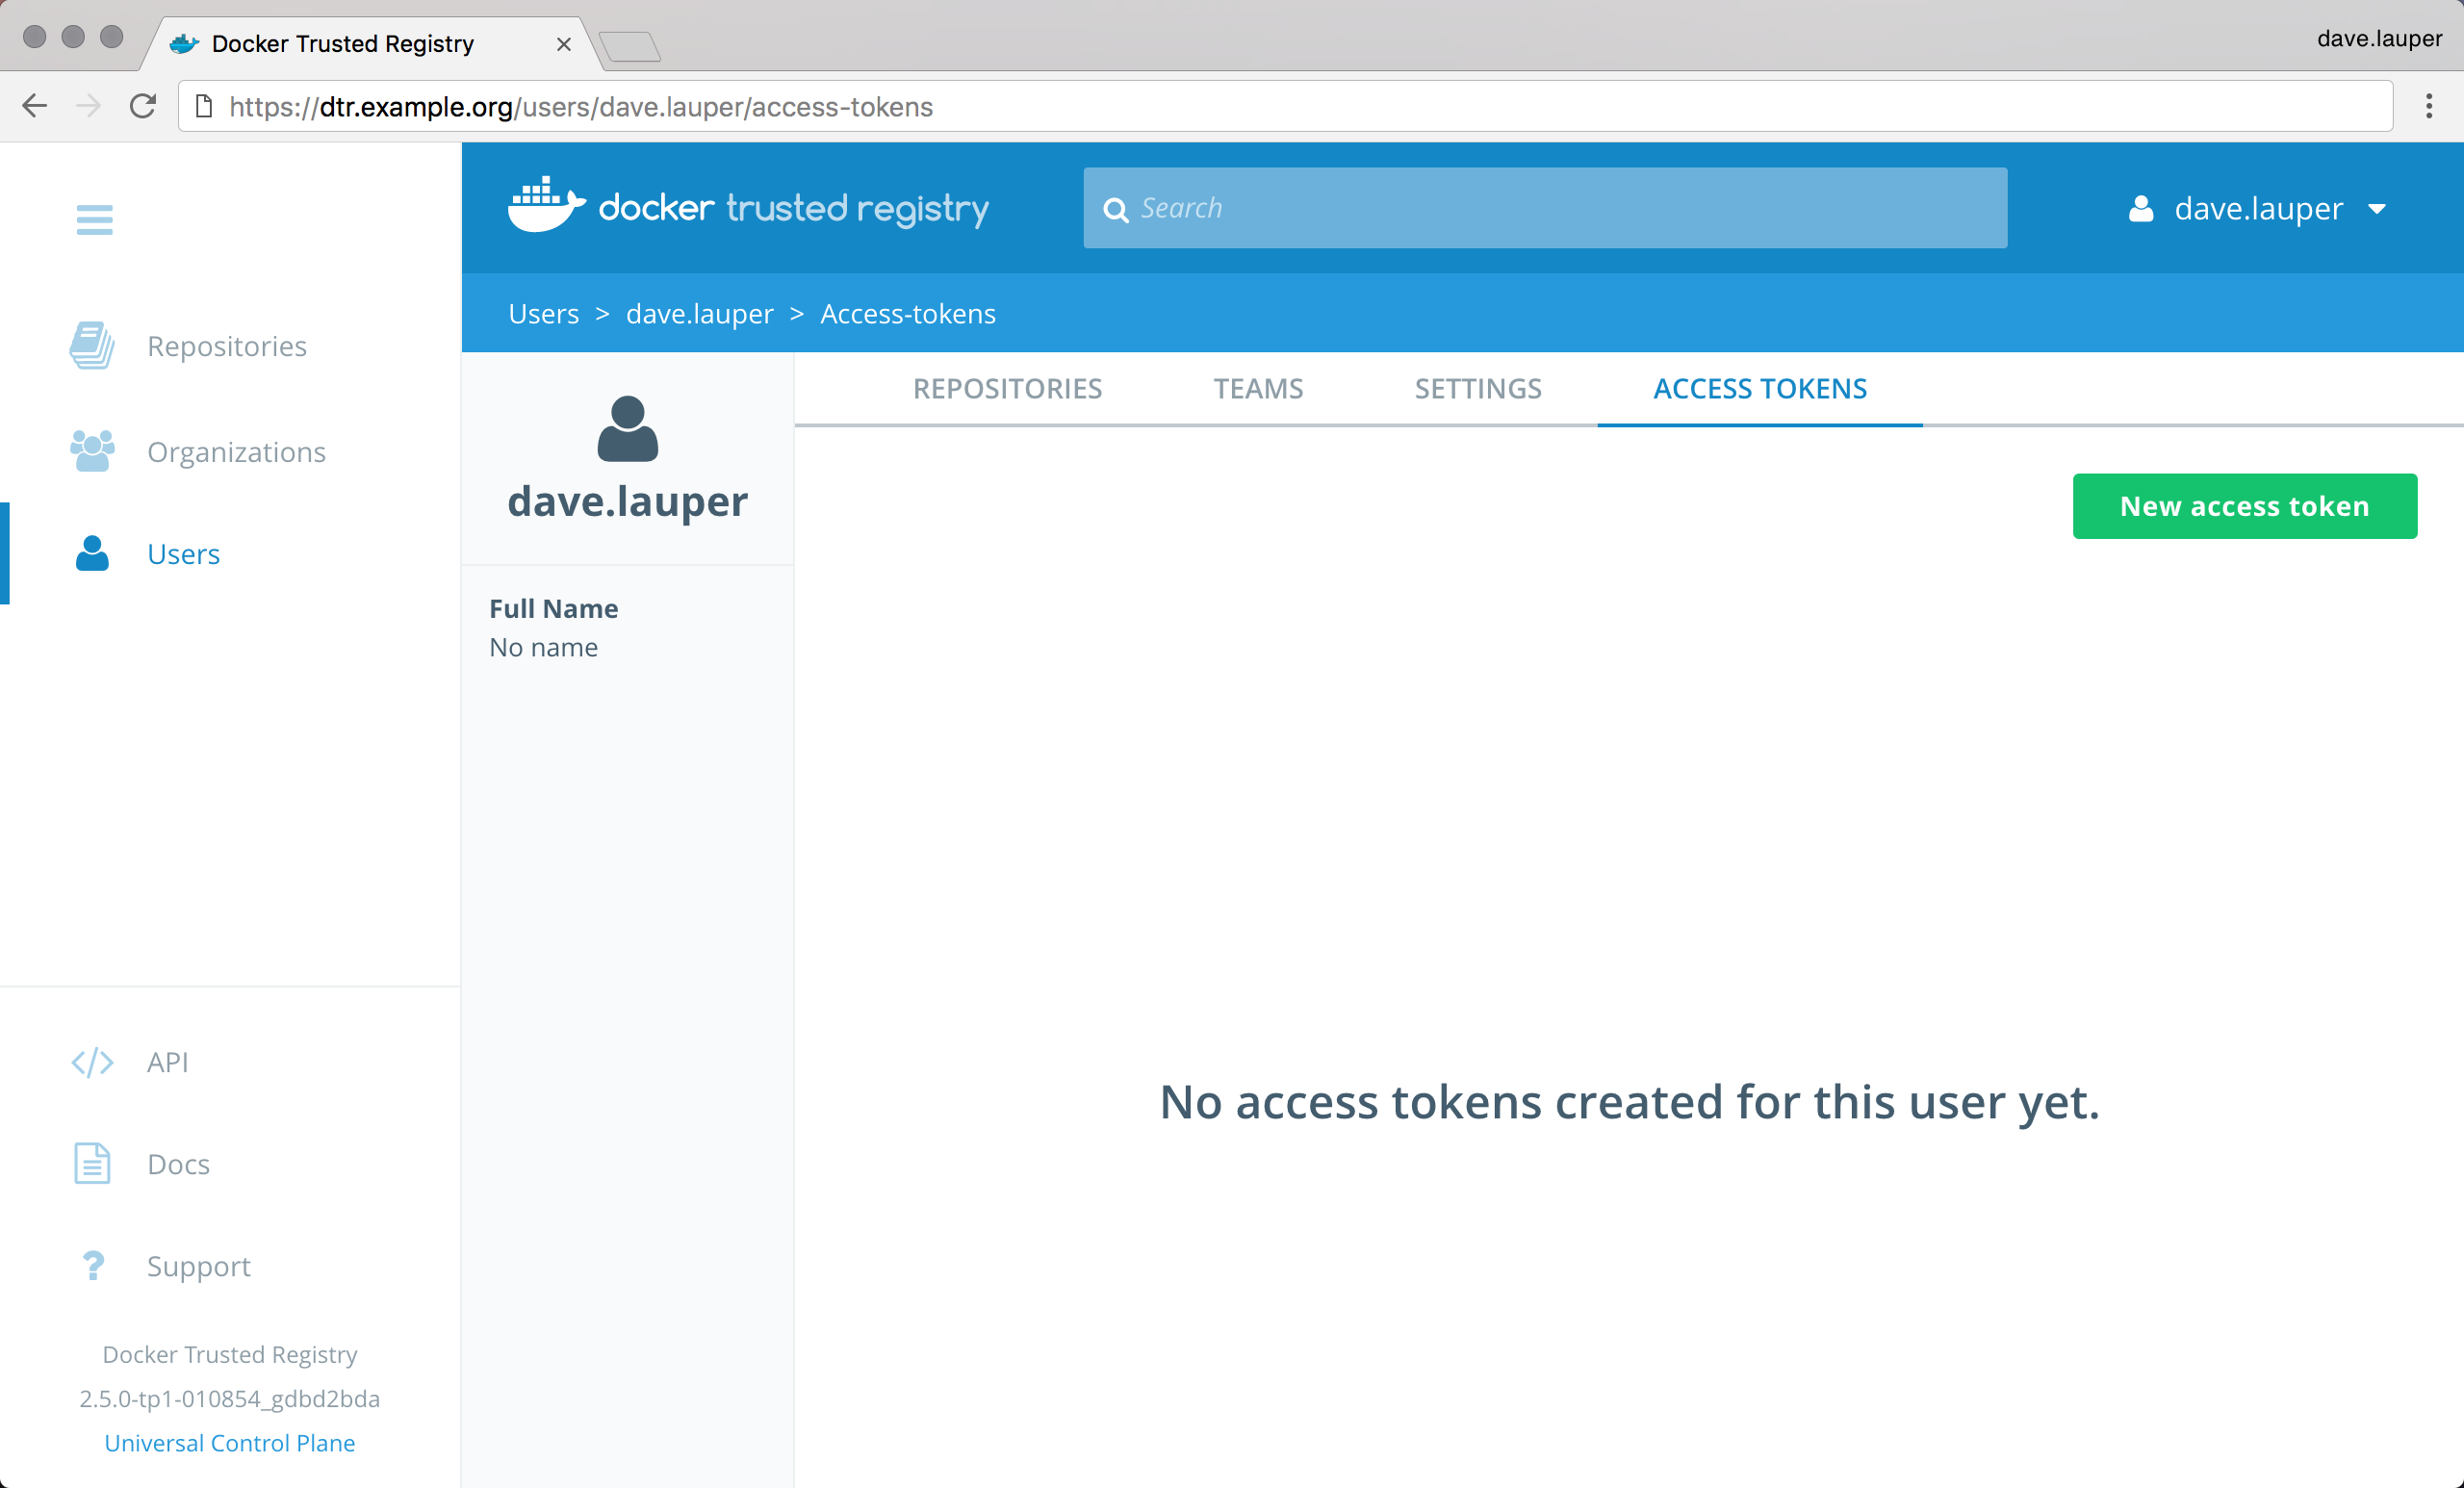 Docker Trusted Registry
dave.lauper
https://dtr.example.org/users/dave.lauper/access-tokens
docker trusted registry
Search
dave.lauper
Users > dave.lauper > Access-tokens
Repositories
Organizations
Users
API
Docs
Support
Docker Trusted Registry
2.5.0-tp1-010854_gdbd2bda
Universal Control Plane
dave.lauper
Full Name
No name
REPOSITORIES TEAMS SETTINGS ACCESS TOKENS
New access token
No access tokens created for this user yet.